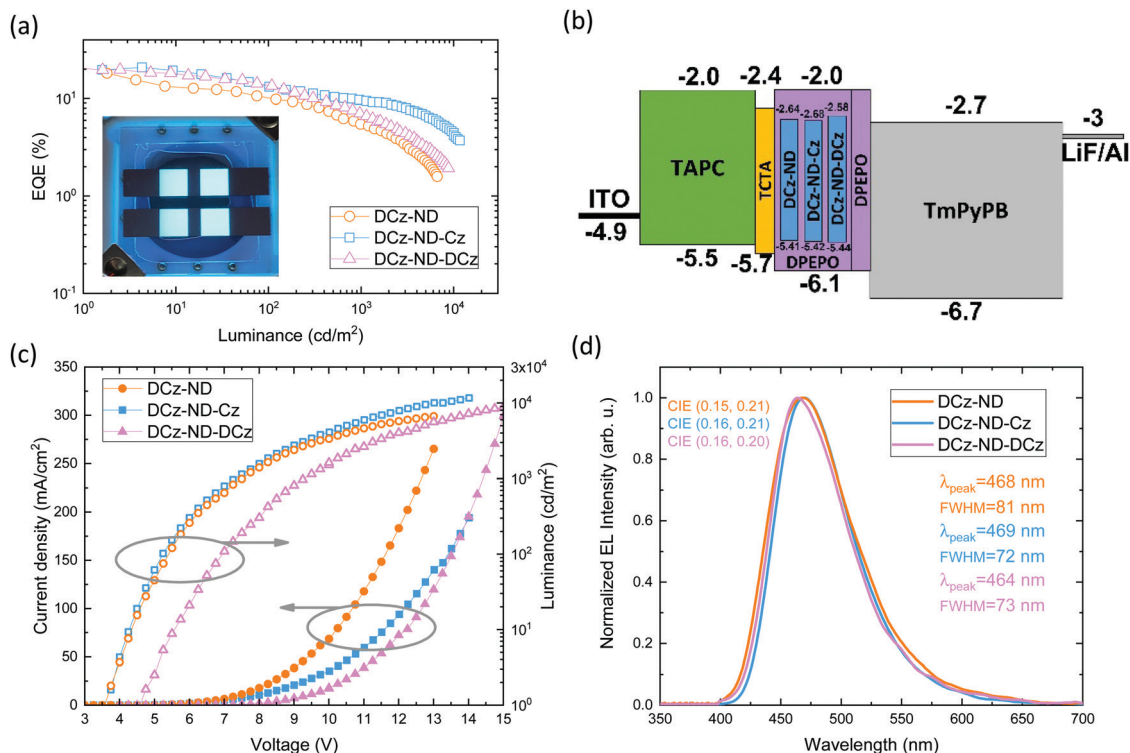 (a)
EQE (%)
10¹
10⁰
10⁻¹
10⁰ 10¹ 10² 10³ 10⁴
Luminance (cd/m²)
DCz-ND
DCz-ND-Cz
DCz-ND-DCz
(b)
ITO
-4.9
-2.0
TAPC
-5.5
-2.4
TCTA
-5.7
-2.0
-2.64
DCz-ND
-5.41
-2.68
DCz-ND-Cz
-5.42
-2.58
DCz-ND-DCz
-5.44
DPEPO
DPEPO
-6.1
-2.7
TmPyPB
-6.7
-3
LiF/Al
(c)
Current density (mA/cm²)
350
300
250
200
150
100
50
0
DCz-ND
DCz-ND-Cz
DCz-ND-DCz
3x10⁴
10⁴
10³
10²
10¹
10⁰
Luminance (cd/m²)
3 4 5 6 7 8 9 10 11 12 13 14 15
Voltage (V)
(d)
Normalized EL Intensity (arb. u.)
1.0
0.8
0.6
0.4
0.2
0.0
CIE (0.15, 0.21)
CIE (0.16, 0.21)
CIE (0.16, 0.20)
DCz-ND
DCz-ND-Cz
DCz-ND-DCz
λpeak=468 nm
FWHM=81 nm
λpeak=469 nm
FWHM=72 nm
λpeak=464 nm
FWHM=73 nm
350 400 450 500 550 600 650 700
Wavelength (nm)